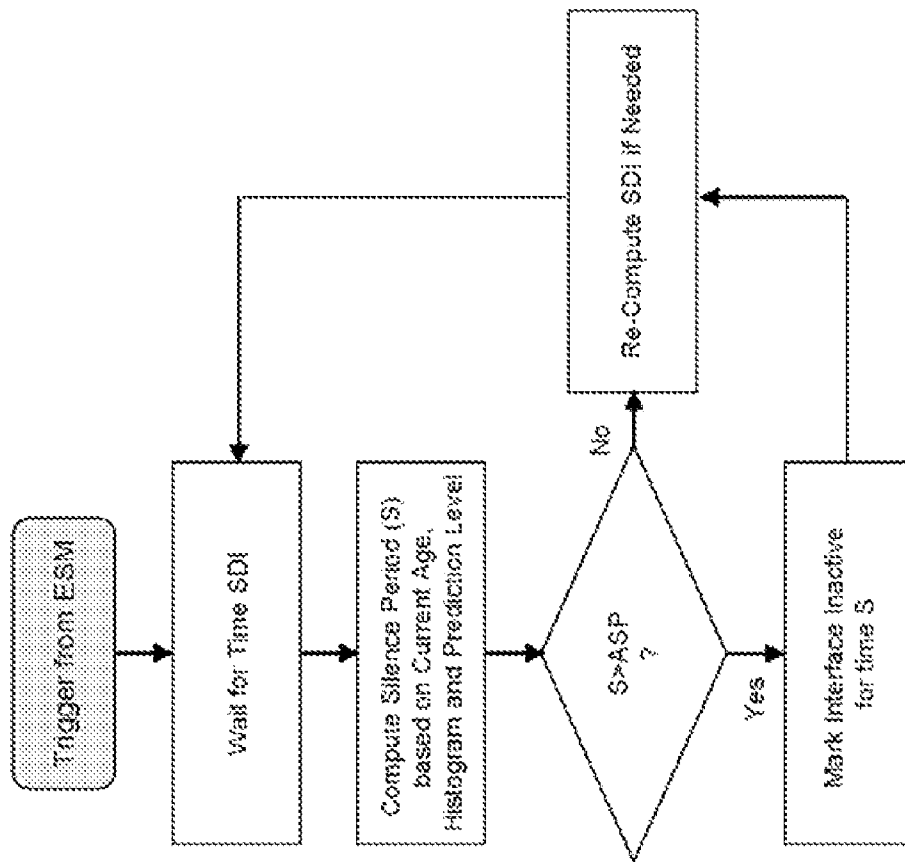 Trigger from ESM
Wait for Time SDI
Compute Silence Period (S)
based on Current Age,
Histogram and Prediction Level
S>ASP
?
No
Yes
Re-Compute SDI if Needed
Mark Interface Inactive
for time S